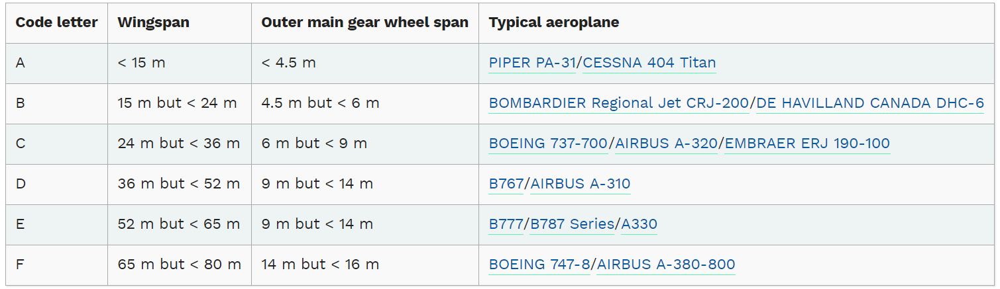 Code letter Wingspan Outer main gear wheel span Typical aeroplane
A < 15 m < 4.5 m PIPER PA-31/CESSNA 404 Titan
B 15 m but < 24 m 4.5 m but < 6 m BOMBARDIER Regional Jet CRJ-200/DE HAVILLAND CANADA DHC-6
C 24 m but < 36 m 6 m but < 9 m BOEING 737-700/AIRBUS A-320/EMBRAER ERJ 190-100
D 36 m but < 52 m 9 m but < 14 m B767/AIRBUS A-310
E 52 m but < 65 m 9 m but < 14 m B777/B787 Series/A330
F 65 m but < 80 m 14 m but < 16 m BOEING 747-8/AIRBUS A-380-800